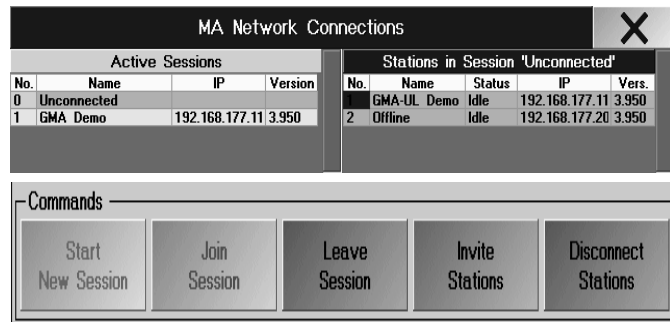 MA Network Connections
Active Sessions
No. Name IP Version
0 Unconnected
1 GMA Demo 192.168.177.11 3.950
Stations in Session 'Unconnected'
No. Name Status IP Vers.
1 GMA-UL Demo Idle 192.168.177.11 3.950
2 Offline Idle 192.168.177.20 3.950
Commands
Start
New Session
Join
Session
Leave
Session
Invite
Stations
Disconnect
Stations